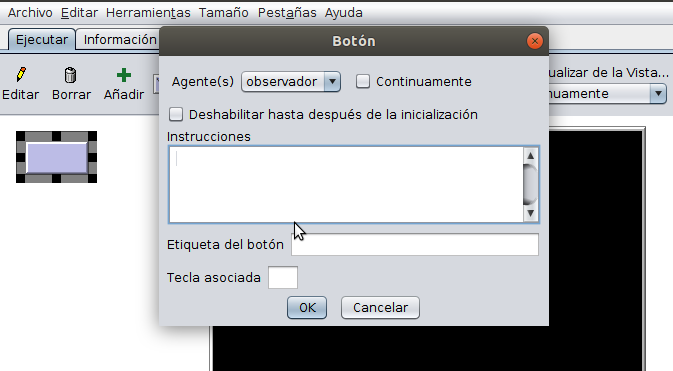 Archivo Editar Herramientas Tamaño Pestañas Ayuda
Ejecutar Información
Botón
Editar Borrar Añadir
Agente(s) observador Continuamente
ualizar de la Vista...
nuamente
Deshabilitar hasta después de la inicialización
Instrucciones
Etiqueta del botón
Tecla asociada
OK Cancelar